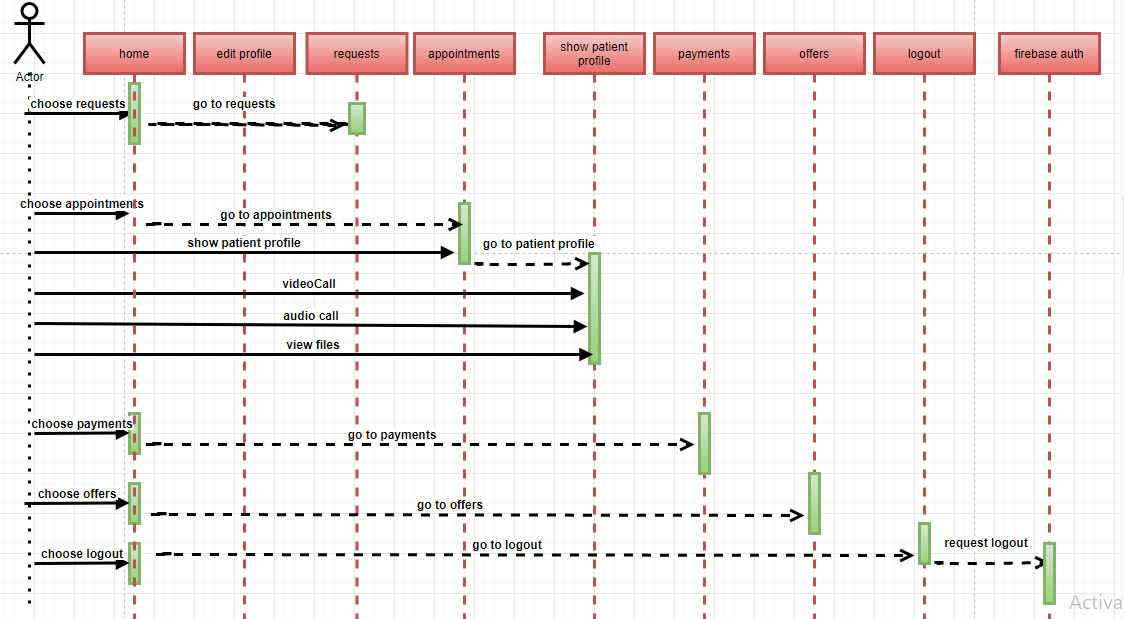 Actor
home
edit profile
requests
appointments
show patient
profile
payments
offers
logout
firebase auth
choose requests
go to requests
choose appointments
go to appointments
show patient profile
go to patient profile
videoCall
audio call
view files
choose payments
go to payments
choose offers
go to offers
choose logout
go to logout
request logout
Activa